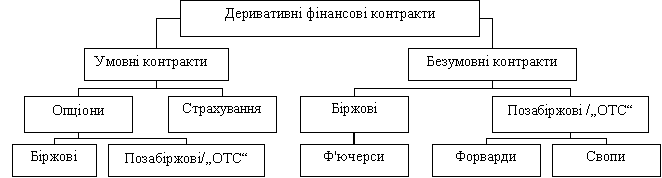 Деривативні фінансові контракти
Умовні контракти
Безумовні контракти
Опціони
Страхування
Біржові
Позабіржові /„ОТС“
Біржові
Позабіржові/„ОТС“
Ф'ючерси
Форварди
Свопи